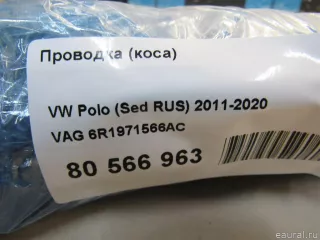 Проводка (коса)
VW Polo (Sed RUS) 2011-2020
VAG 6R1971566AC
80 566 963
eaural.ru